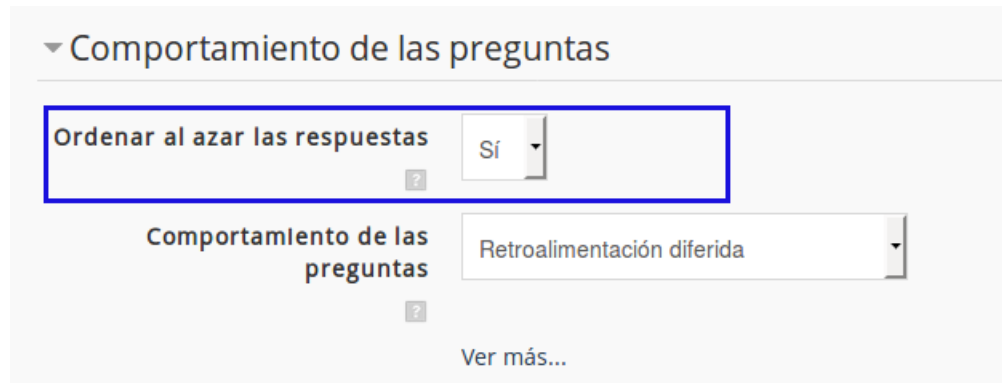 Comportamiento de las preguntas
Ordenar al azar las respuestas
Sí
?
Comportamiento de las
preguntas
Retroalimentación diferida
?
Ver más...